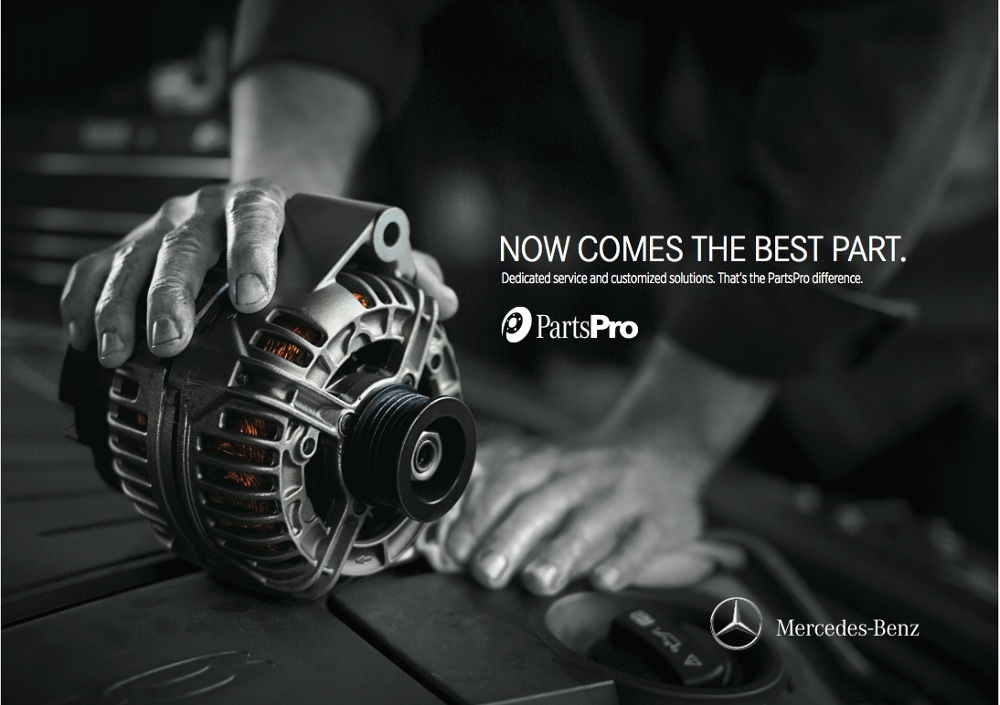 NOW COMES THE BEST PART.
Dedicated service and customized solutions. That's the PartsPro difference.
PartsPro
Mercedes-Benz